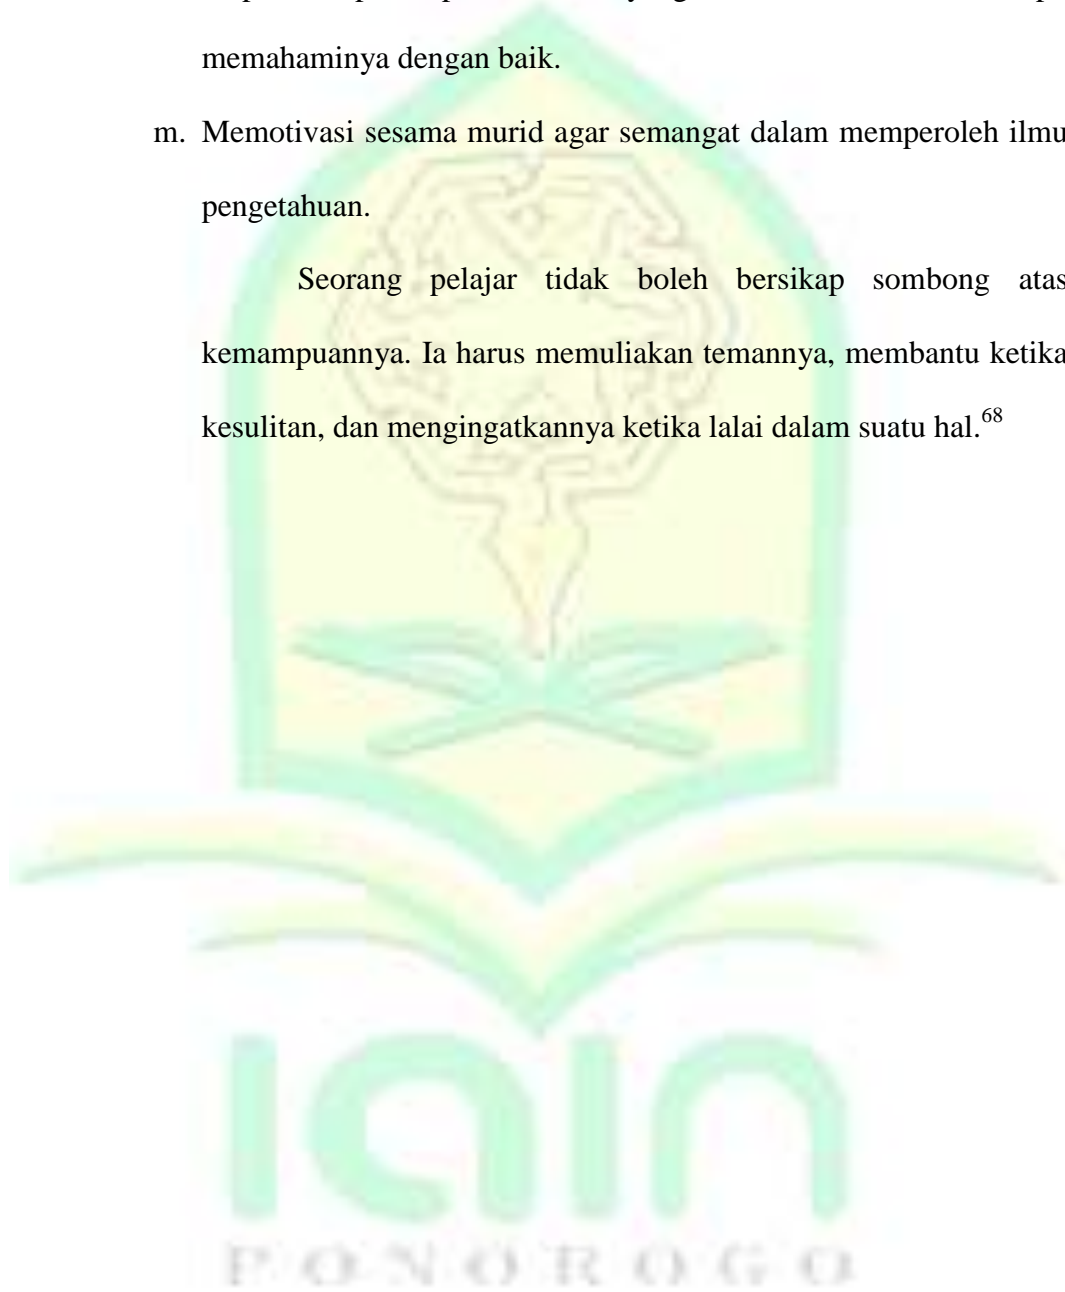 memahaminya dengan baik.
m. Memotivasi sesama murid agar semangat dalam memperoleh ilmu
pengetahuan.
Seorang pelajar tidak boleh bersikap sombong atas
kemampuannya. Ia harus memuliakan temannya, membantu ketika
kesulitan, dan mengingatkannya ketika lalai dalam suatu hal.68
iain
PONOROGO